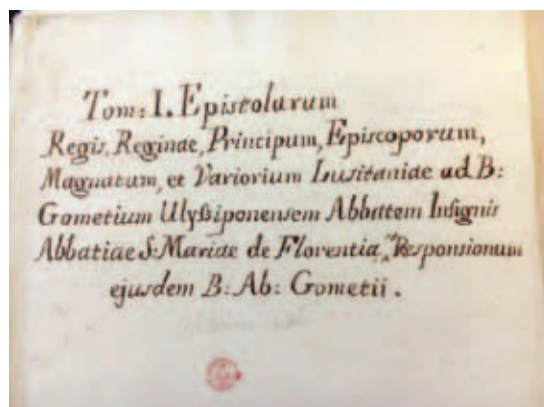 Tom: I. Epistolarum
Regis, Reginae, Principum, Episcoporum,
Magnatum, et Variorium Lusitaniae ad B:
Gometium Ulyßiponensem Abbatem Insignis
Abbatiae S: Mariae de Florentia, Responsionum
ejusdem B: Ab: Gometii.